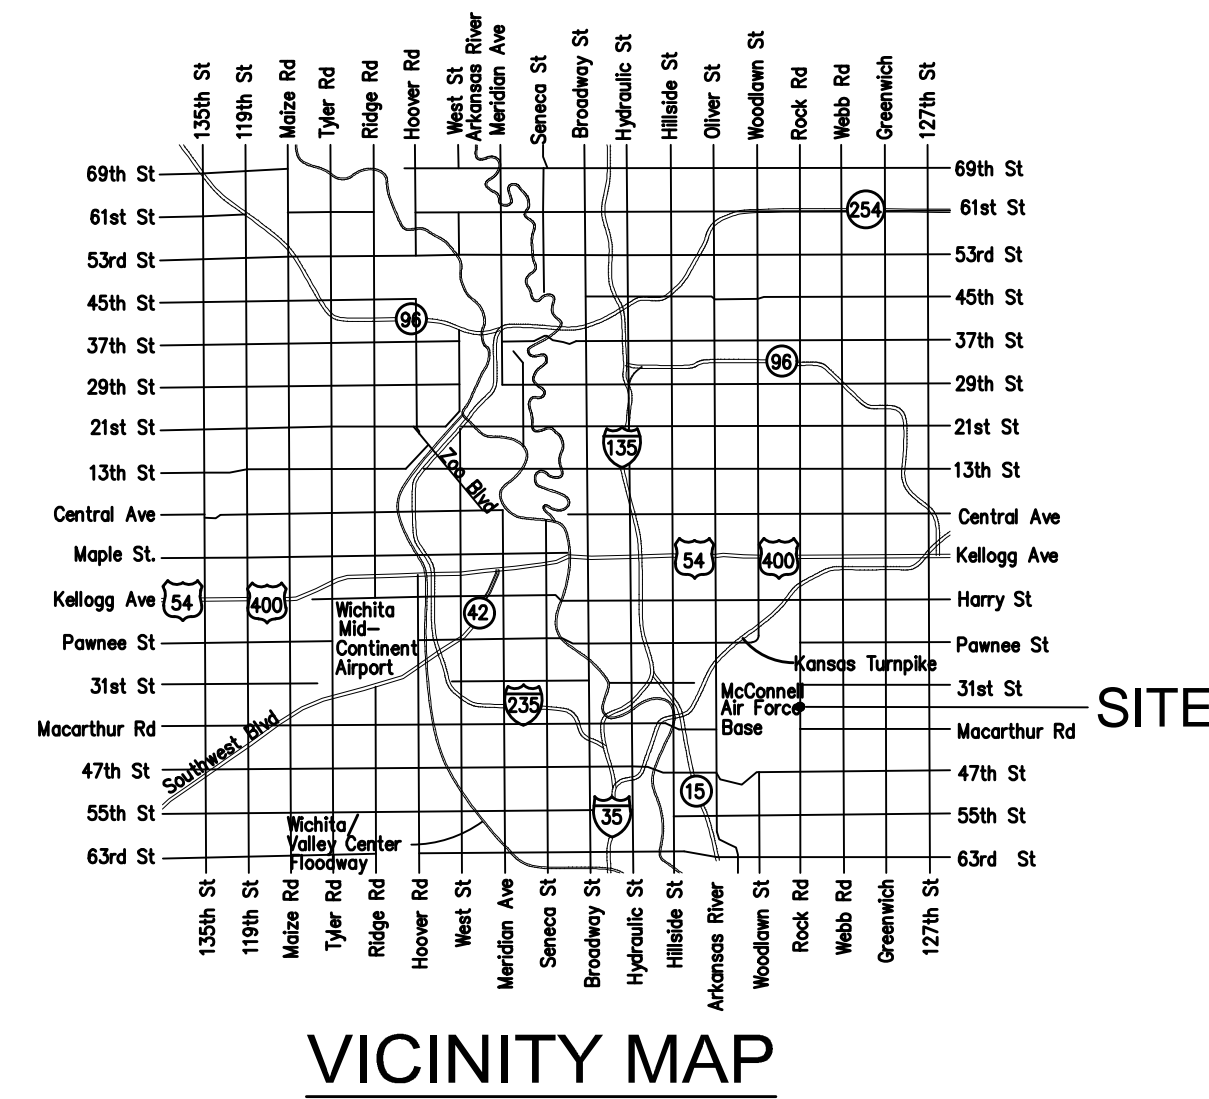 135th St
119th St
Maize Rd
Tyler Rd
Ridge Rd
Hoover Rd
West St
Arkansas River
Meridian Ave
Seneca St
Broadway St
Hydraulic St
Hillside St
Oliver St
Woodlawn St
Rock Rd
Webb Rd
Greenwich
127th St
69th St
61st St
53rd St
45th St
37th St
29th St
21st St
13th St
Central Ave
Maple St.
Kellogg Ave
Pawnee St
31st St
Macarthur Rd
47th St
55th St
63rd St
254
96
96
135
Zoo Blvd
54
400
54
400
42
Wichita
Mid-
Continent
Airport
Kansas Turnpike
McConnell
Air Force
Base
235
Southwest Blvd
15
35
Wichita/
Valley Center
Floodway
69th St
61st St
53rd St
45th St
37th St
29th St
21st St
13th St
Central Ave
Kellogg Ave
Harry St
Pawnee St
31st St
SITE
Macarthur Rd
47th St
55th St
63rd St
135th St
119th St
Maize Rd
Tyler Rd
Ridge Rd
Hoover Rd
West St
Meridian Ave
Seneca St
Broadway St
Hydraulic St
Hillside St
Arkansas River
Woodlawn St
Rock Rd
Webb Rd
Greenwich
127th St
VICINITY MAP